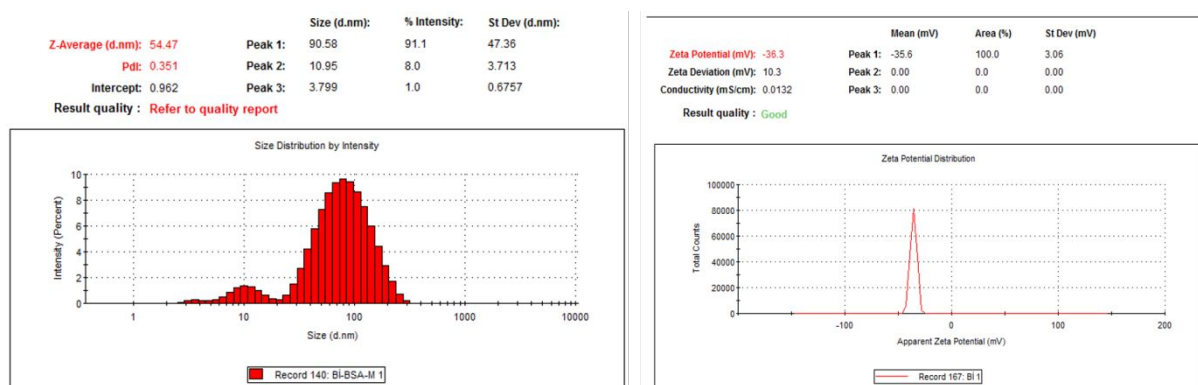 Size (d.nm): % Intensity: St Dev (d.nm):
Z-Average (d.nm): 54.47 Peak 1: 90.58 91.1 47.36
PdI: 0.351 Peak 2: 10.95 8.0 3.713
Intercept: 0.962 Peak 3: 3.799 1.0 0.6757
Result quality : Refer to quality report
Size Distribution by Intensity
Intensity (Percent)
10
8
6
4
2
0
1 10 100 1000 10000
Size (d.nm)
Record 140: Bİ-BSA-M 1
Mean (mV) Area (%) St Dev (mV)
Zeta Potential (mV): -36.3 Peak 1: -35.6 100.0 3.06
Zeta Deviation (mV): 10.3 Peak 2: 0.00 0.0 0.00
Conductivity (mS/cm): 0.0132 Peak 3: 0.00 0.0 0.00
Result quality : Good
Zeta Potential Distribution
Total Counts
100000
80000
60000
40000
20000
0
-100 0 100 200
Apparent Zeta Potential (mV)
Record 167: Bİ 1